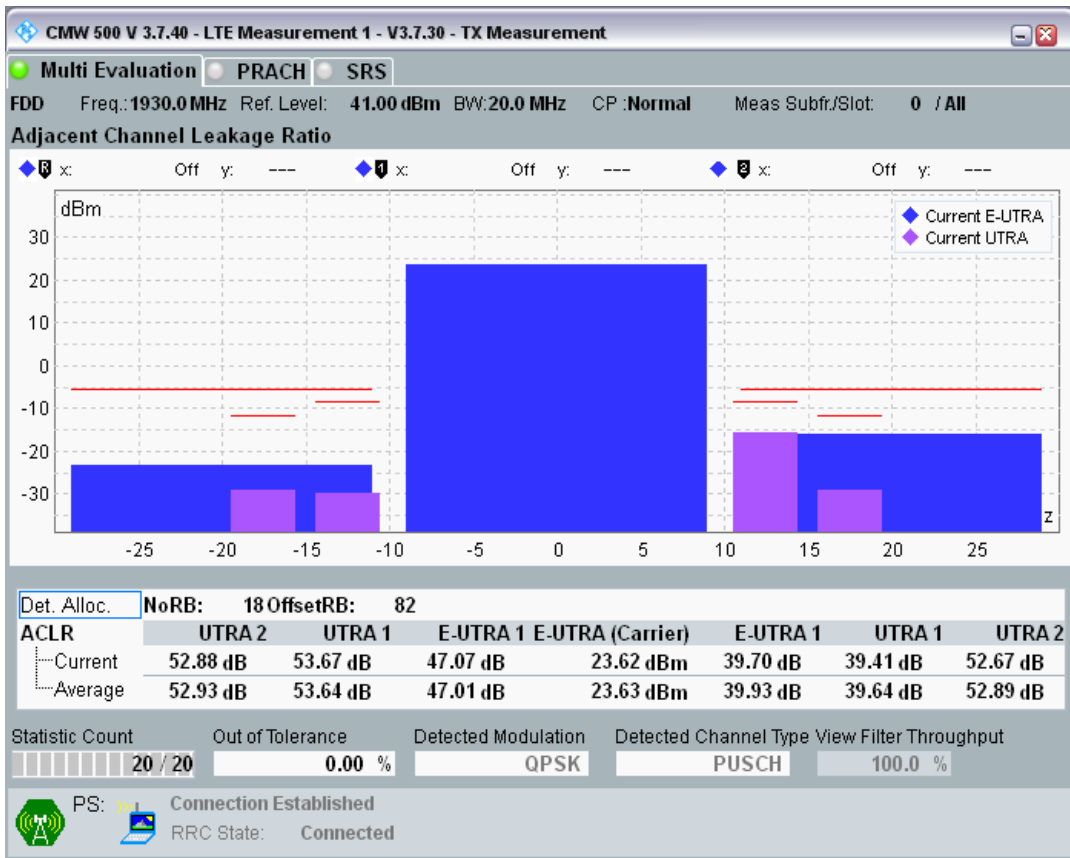 CMW 500 V 3.7.40 - LTE Measurement 1 - V3.7.30 - TX Measurement
Multi Evaluation PRACH SRS
FDD Freq.:1930.0 MHz Ref. Level: 41.00 dBm BW:20.0 MHz CP :Normal Meas Subfr./Slot: 0 / All
Adjacent Channel Leakage Ratio
R x: Off y: --- 1 x: Off y: --- 2 x: Off y: ---
dBm
Current E-UTRA
Current UTRA
30
20
10
0
-10
-20
-30
z
-25 -20 -15 -10 -5 0 5 10 15 20 25
Det. Alloc. NoRB: 18 OffsetRB: 82
ACLR UTRA 2 UTRA 1 E-UTRA 1 E-UTRA (Carrier) E-UTRA 1 UTRA 1 UTRA 2
Current 52.88 dB 53.67 dB 47.07 dB 23.62 dBm 39.70 dB 39.41 dB 52.67 dB
Average 52.93 dB 53.64 dB 47.01 dB 23.63 dBm 39.93 dB 39.64 dB 52.89 dB
Statistic Count Out of Tolerance Detected Modulation Detected Channel Type View Filter Throughput
20 / 20 0.00 % QPSK PUSCH 100.0 %
PS: Connection Established
RRC State: Connected